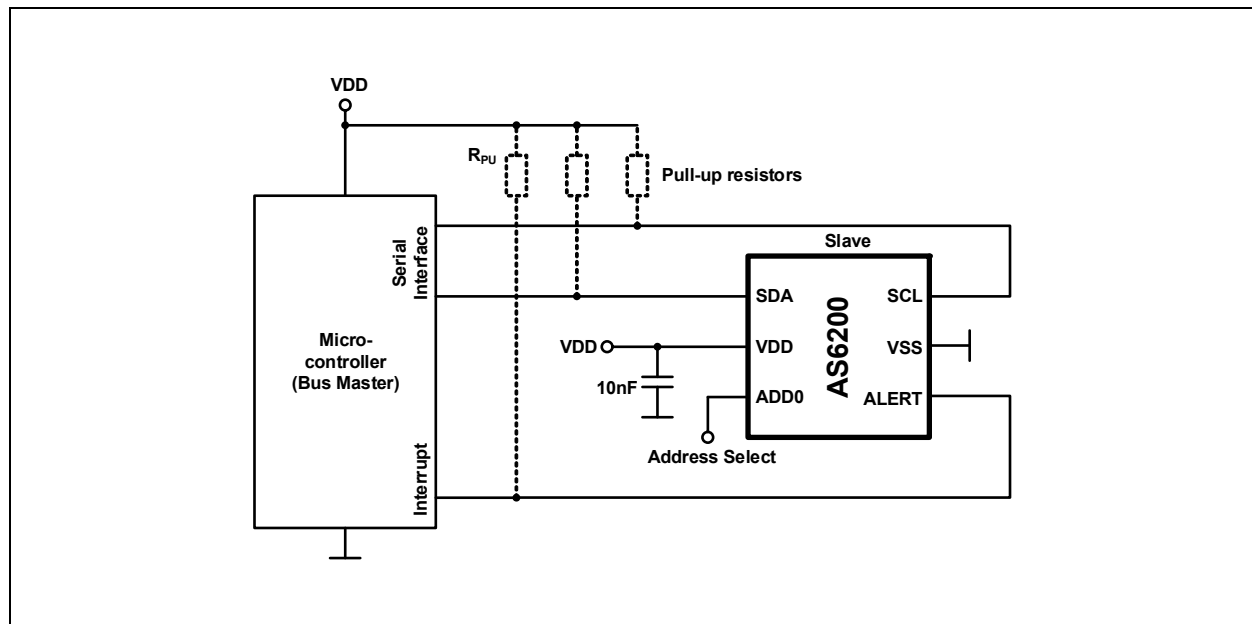 VDD
RPU
Pull-up resistors
Serial
Interface
Micro-
controller
(Bus Master)
Interrupt
Slave
SDA
SCL
VDD
VDD
VSS
10nF
ADD0
ALERT
AS6200
Address Select